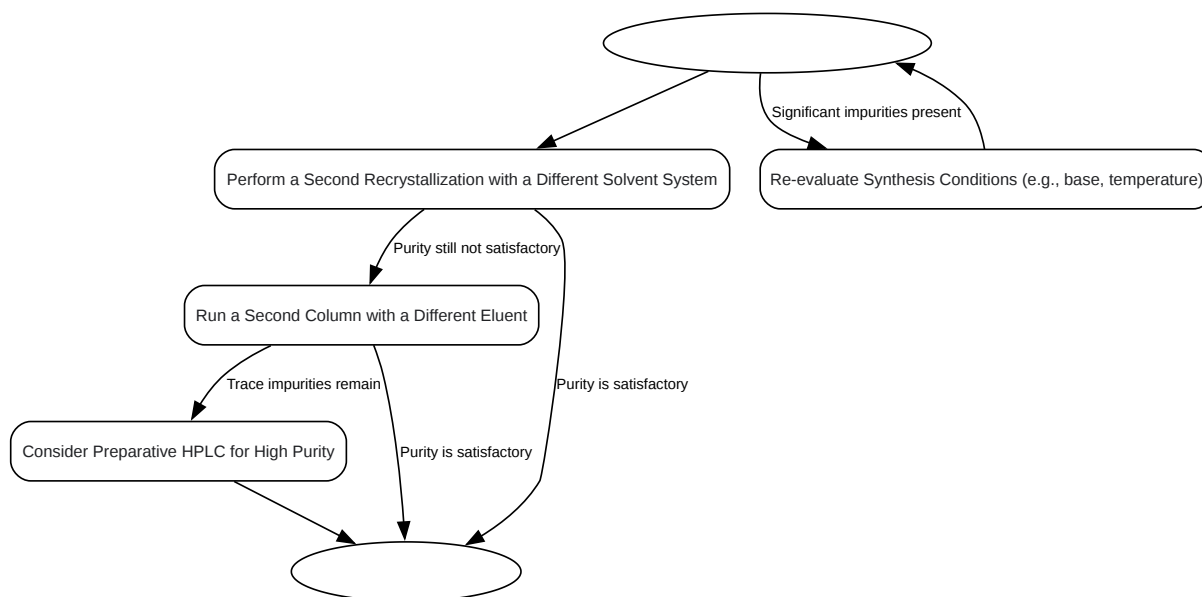 Significant impurities present
Perform a Second Recrystallization with a Different Solvent System
Re-evaluate Synthesis Conditions (e.g., base, temperature)
Purity still not satisfactory
Run a Second Column with a Different Eluent
Trace impurities remain
Purity is satisfactory
Consider Preparative HPLC for High Purity
Purity is satisfactory